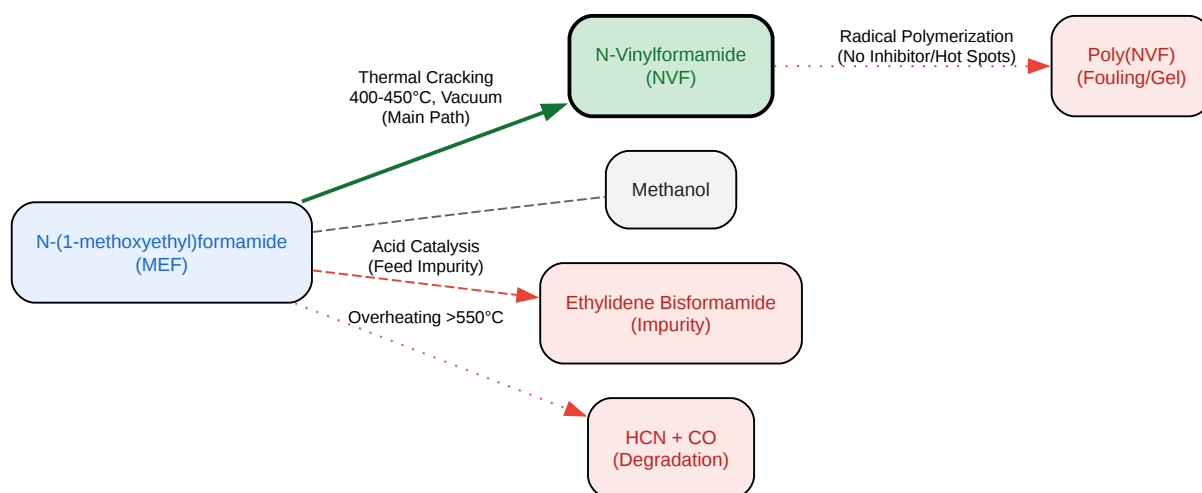 N-Vinylformamide
(NVF)
Radical Polymerization
(No Inhibitor/Hot Spots)
Poly(NVF)
(Fouling/Gel)
Thermal Cracking
400-450°C, Vacuum
(Main Path)
Methanol
N-(1-methoxyethyl)formamide
(MEF)
Acid Catalysis
(Feed Impurity)
Ethylidene Bisformamide
(Impurity)
Overheating >550°C
HCN + CO
(Degradation)